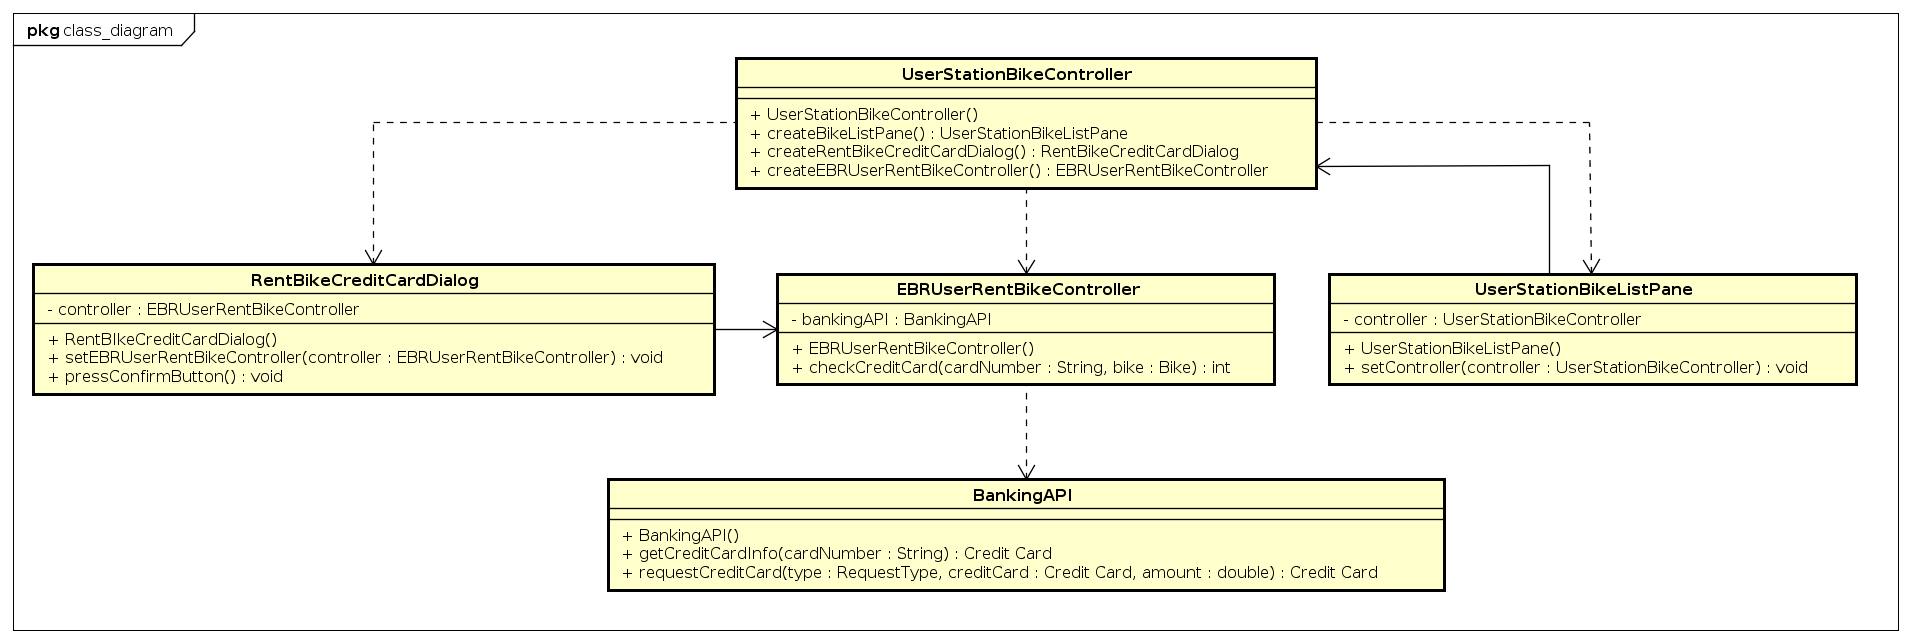 pkg class_diagram
UserStationBikeController
+ UserStationBikeController()
+ createBikeListPane() : UserStationBikeListPane
+ createRentBikeCreditCardDialog() : RentBikeCreditCardDialog
+ createEBRUserRentBikeController() : EBRUserRentBikeController
RentBikeCreditCardDialog
- controller : EBRUserRentBikeController
+ RentBIkeCreditCardDialog()
+ setEBRUserRentBikeController(controller : EBRUserRentBikeController) : void
+ pressConfirmButton() : void
EBRUserRentBikeController
- bankingAPI : BankingAPI
+ EBRUserRentBikeController()
+ checkCreditCard(cardNumber : String, bike : Bike) : int
UserStationBikeListPane
- controller : UserStationBikeController
+ UserStationBikeListPane()
+ setController(controller : UserStationBikeController) : void
BankingAPI
+ BankingAPI()
+ getCreditCardInfo(cardNumber : String) : Credit Card
+ requestCreditCard(type : RequestType, creditCard : Credit Card, amount : double) : Credit Card